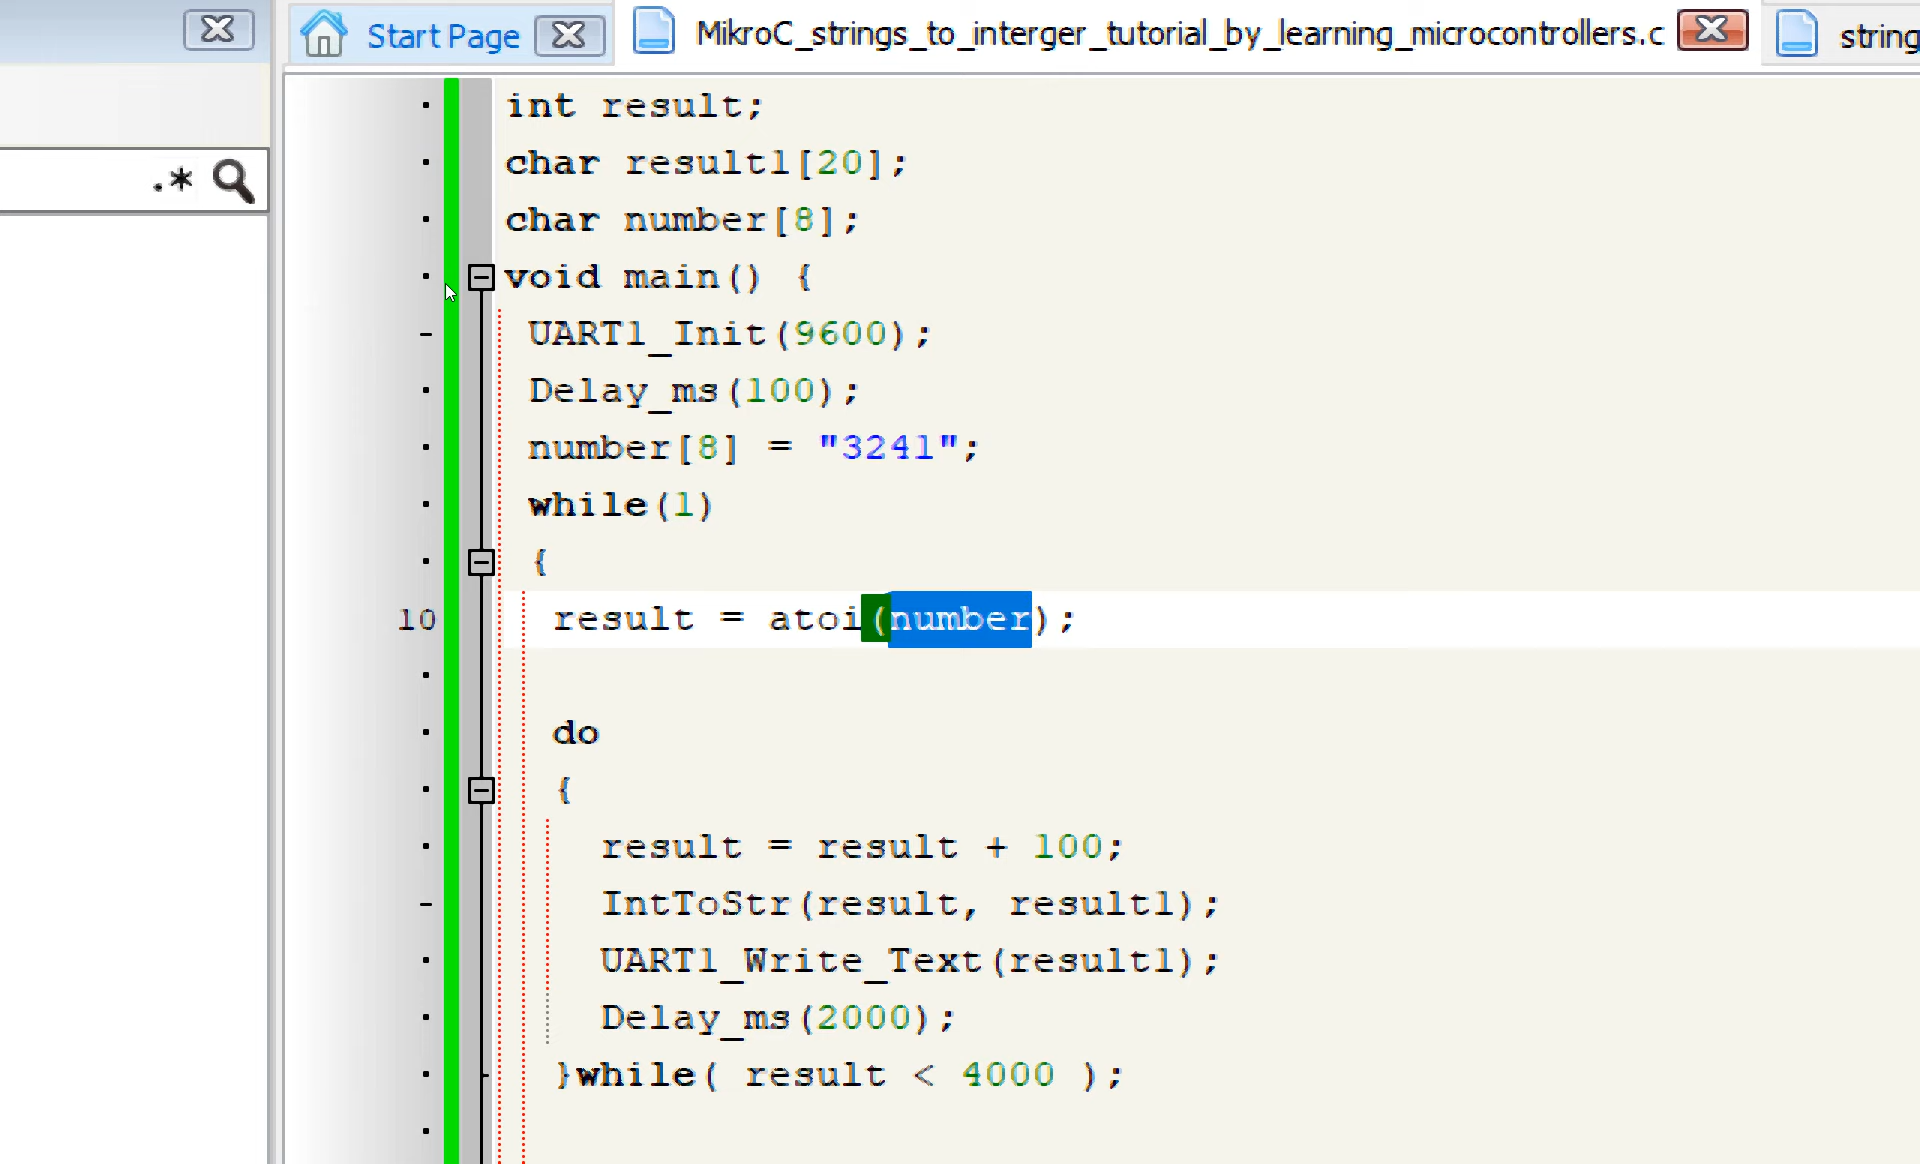 Start Page
MikroC_strings_to_interger_tutorial_by_learning_microcontrollers.c
string
.*
int result;
char result1[20];
char number[8];
void main() {
UART1_Init(9600);
Delay_ms(100);
number[8] = "3241";
while(1)
{
10 result = atoi(number);
do
{
result = result + 100;
IntToStr(result, result1);
UART1_Write_Text(result1);
Delay_ms(2000);
}while( result < 4000 );